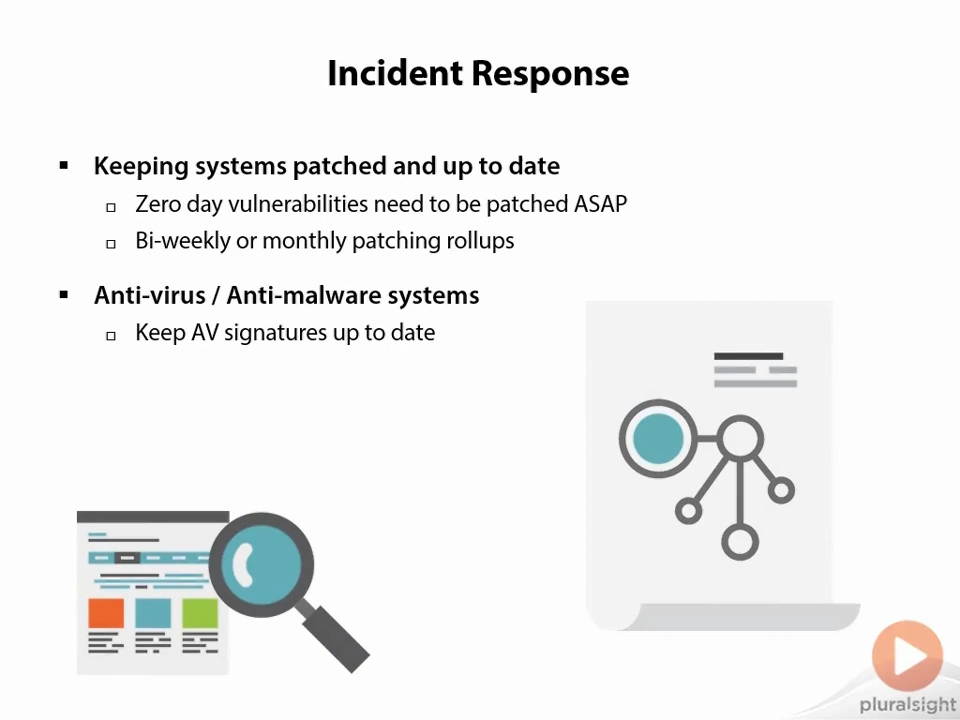 Incident Response
Keeping systems patched and up to date
Zero day vulnerabilities need to be patched ASAP
Bi-weekly or monthly patching rollups
Anti-virus / Anti-malware systems
Keep AV signatures up to date
pluralsight